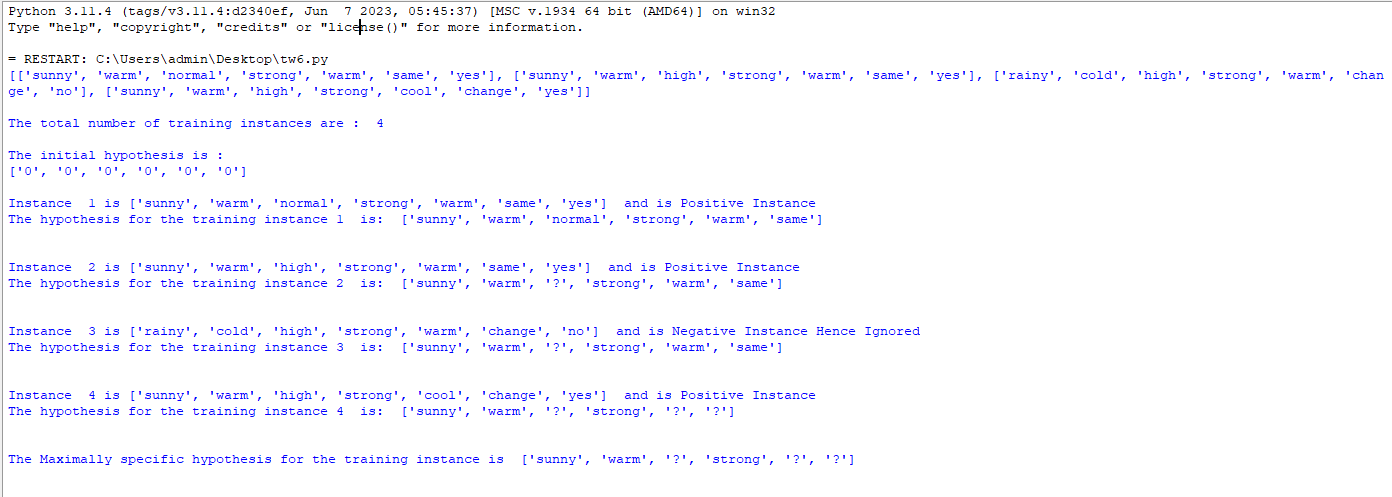 Python 3.11.4 (tags/v3.11.4:d2340ef, Jun  7 2023, 05:45:37) [MSC v.1934 64 bit (AMD64)] on win32
Type "help", "copyright", "credits" or "license()" for more information.
= RESTART: C:\Users\admin\Desktop\tw6.py
[['sunny', 'warm', 'normal', 'strong', 'warm', 'same', 'yes'], ['sunny', 'warm', 'high', 'strong', 'warm', 'same', 'yes'], ['rainy', 'cold', 'high', 'strong', 'warm', 'chan
ge', 'no'], ['sunny', 'warm', 'high', 'strong', 'cool', 'change', 'yes']]
The total number of training instances are :  4
The initial hypothesis is :
['0', '0', '0', '0', '0', '0']
Instance  1 is ['sunny', 'warm', 'normal', 'strong', 'warm', 'same', 'yes']  and is Positive Instance
The hypothesis for the training instance 1  is:  ['sunny', 'warm', 'normal', 'strong', 'warm', 'same']
Instance  2 is ['sunny', 'warm', 'high', 'strong', 'warm', 'same', 'yes']  and is Positive Instance
The hypothesis for the training instance 2  is:  ['sunny', 'warm', '?', 'strong', 'warm', 'same']
Instance  3 is ['rainy', 'cold', 'high', 'strong', 'warm', 'change', 'no']  and is Negative Instance Hence Ignored
The hypothesis for the training instance 3  is:  ['sunny', 'warm', '?', 'strong', 'warm', 'same']
Instance  4 is ['sunny', 'warm', 'high', 'strong', 'cool', 'change', 'yes']  and is Positive Instance
The hypothesis for the training instance 4  is:  ['sunny', 'warm', '?', 'strong', '?', '?']
The Maximally specific hypothesis for the training instance is  ['sunny', 'warm', '?', 'strong', '?', '?']